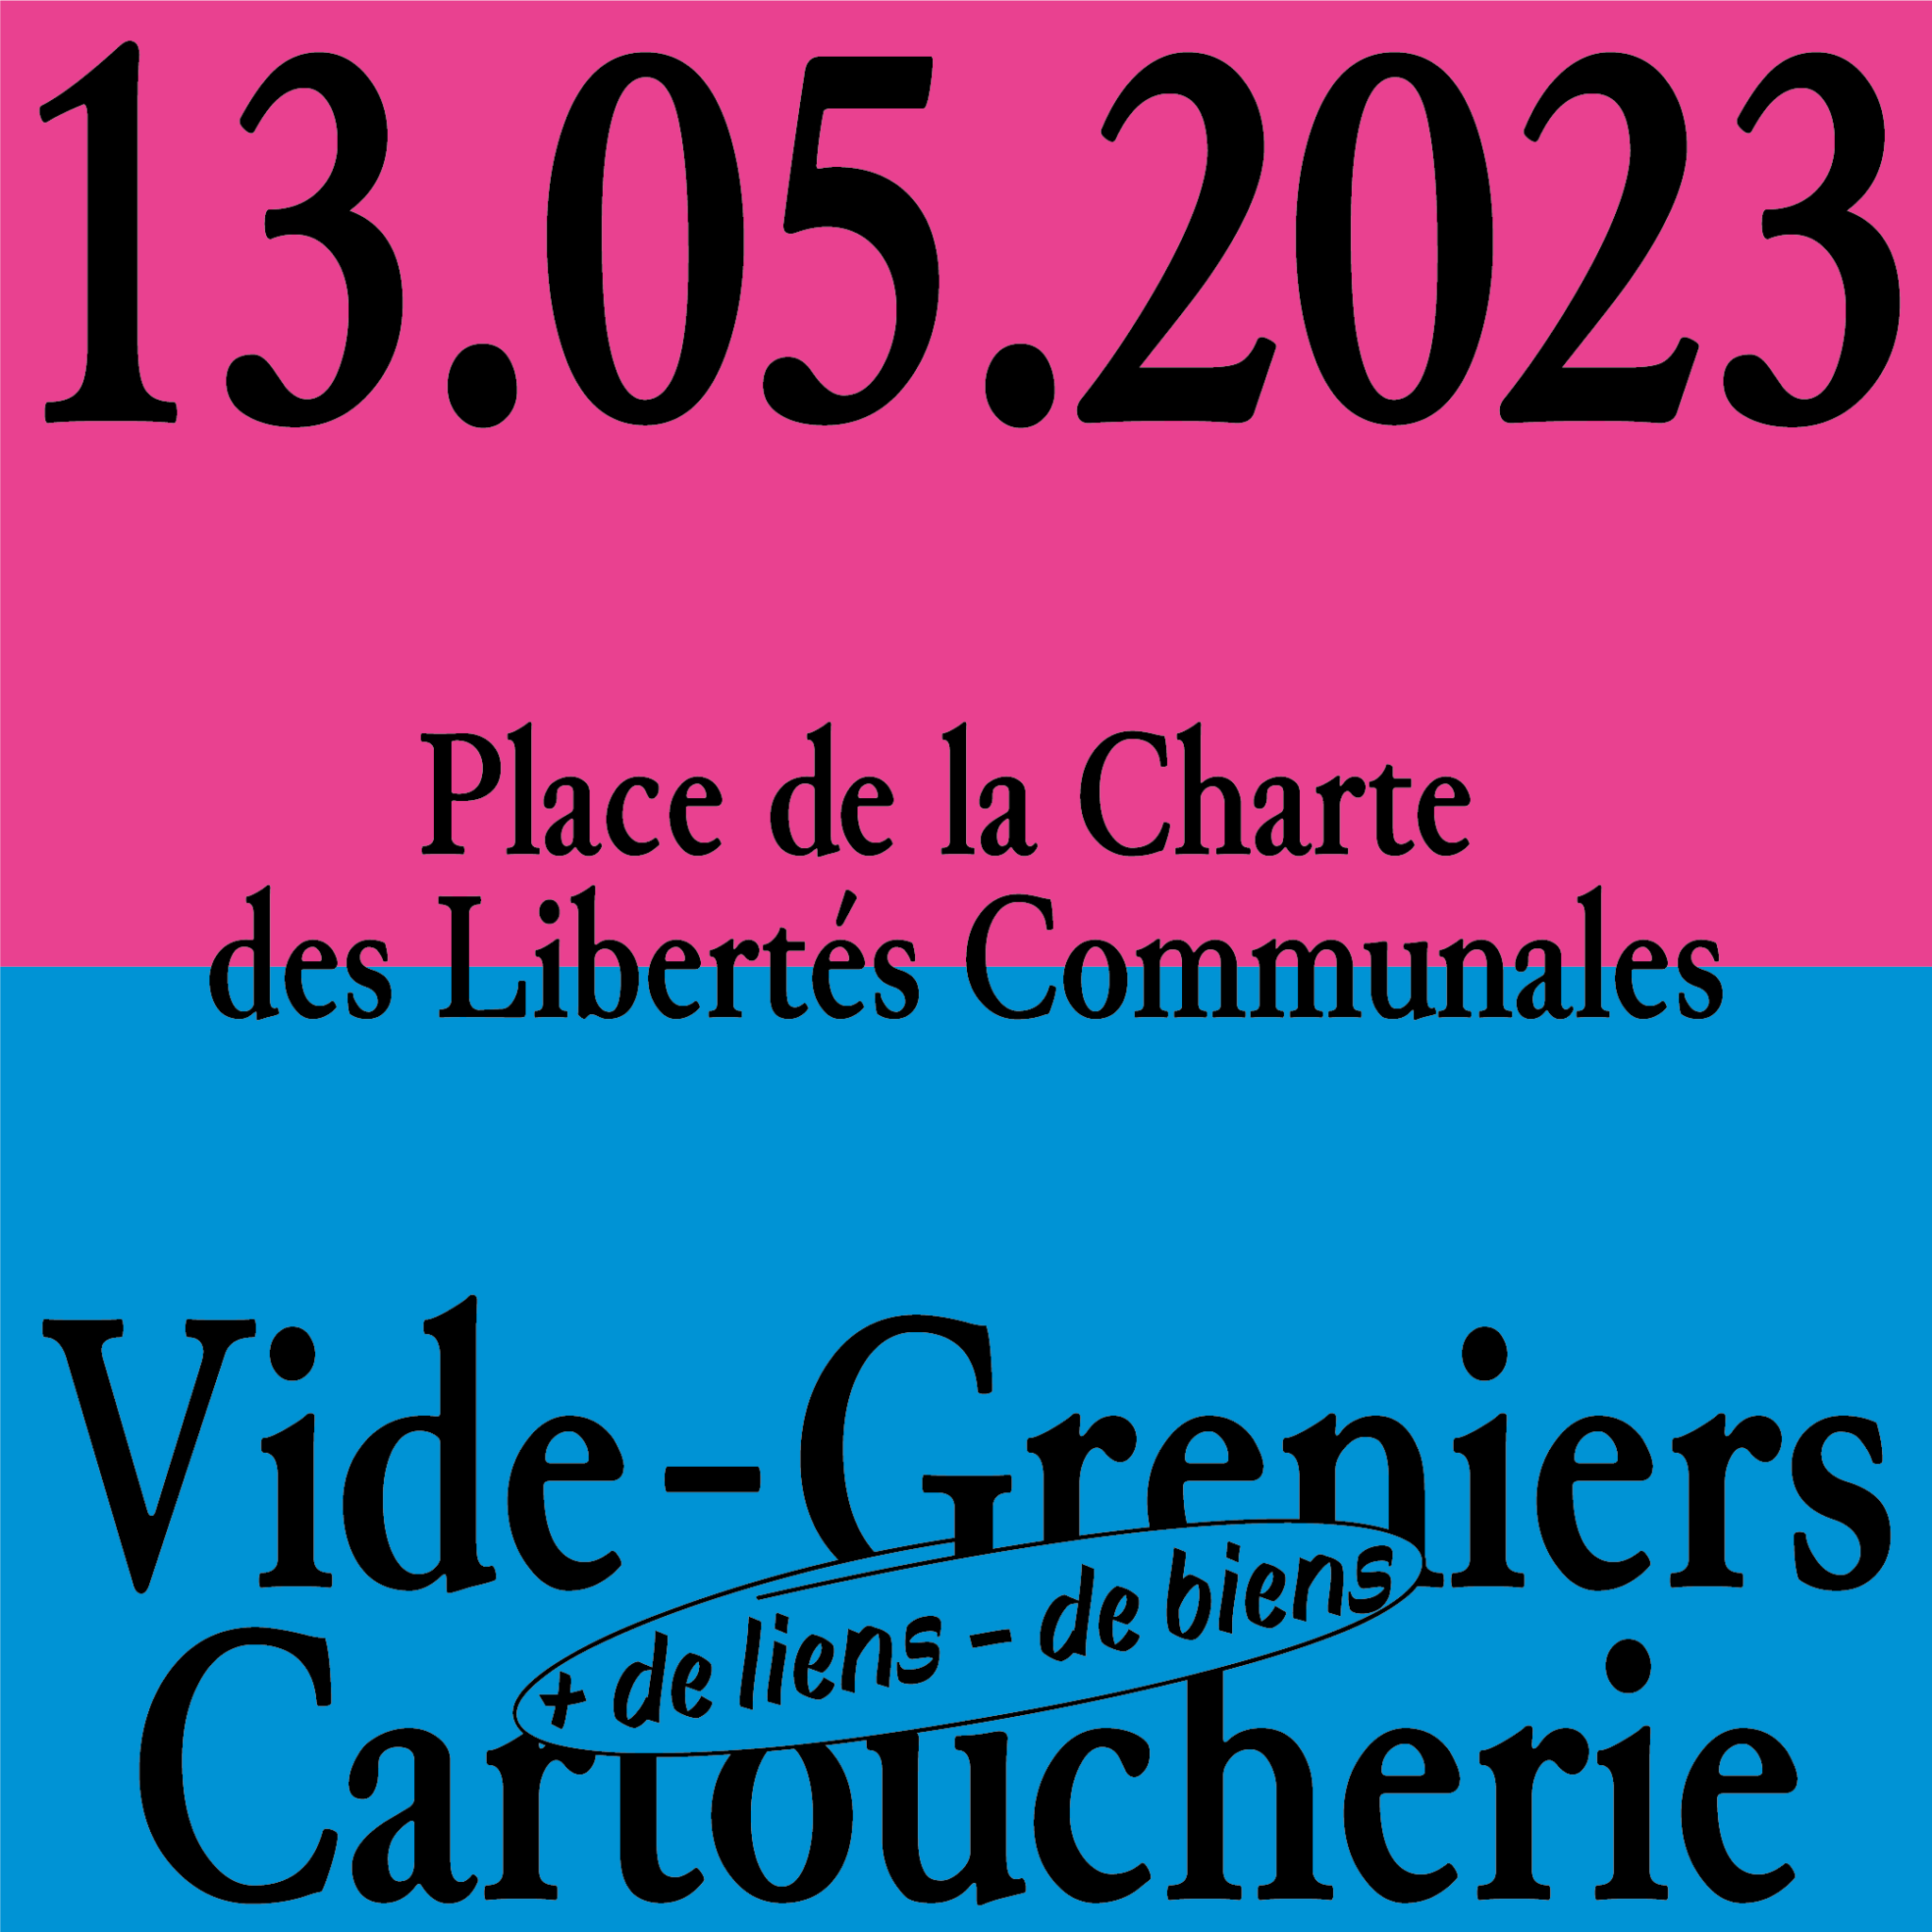 13.05.2023
Place de la Charte
des Libertés Communales
Vide-Greniers
+ de liens - de biens
Cartoucherie